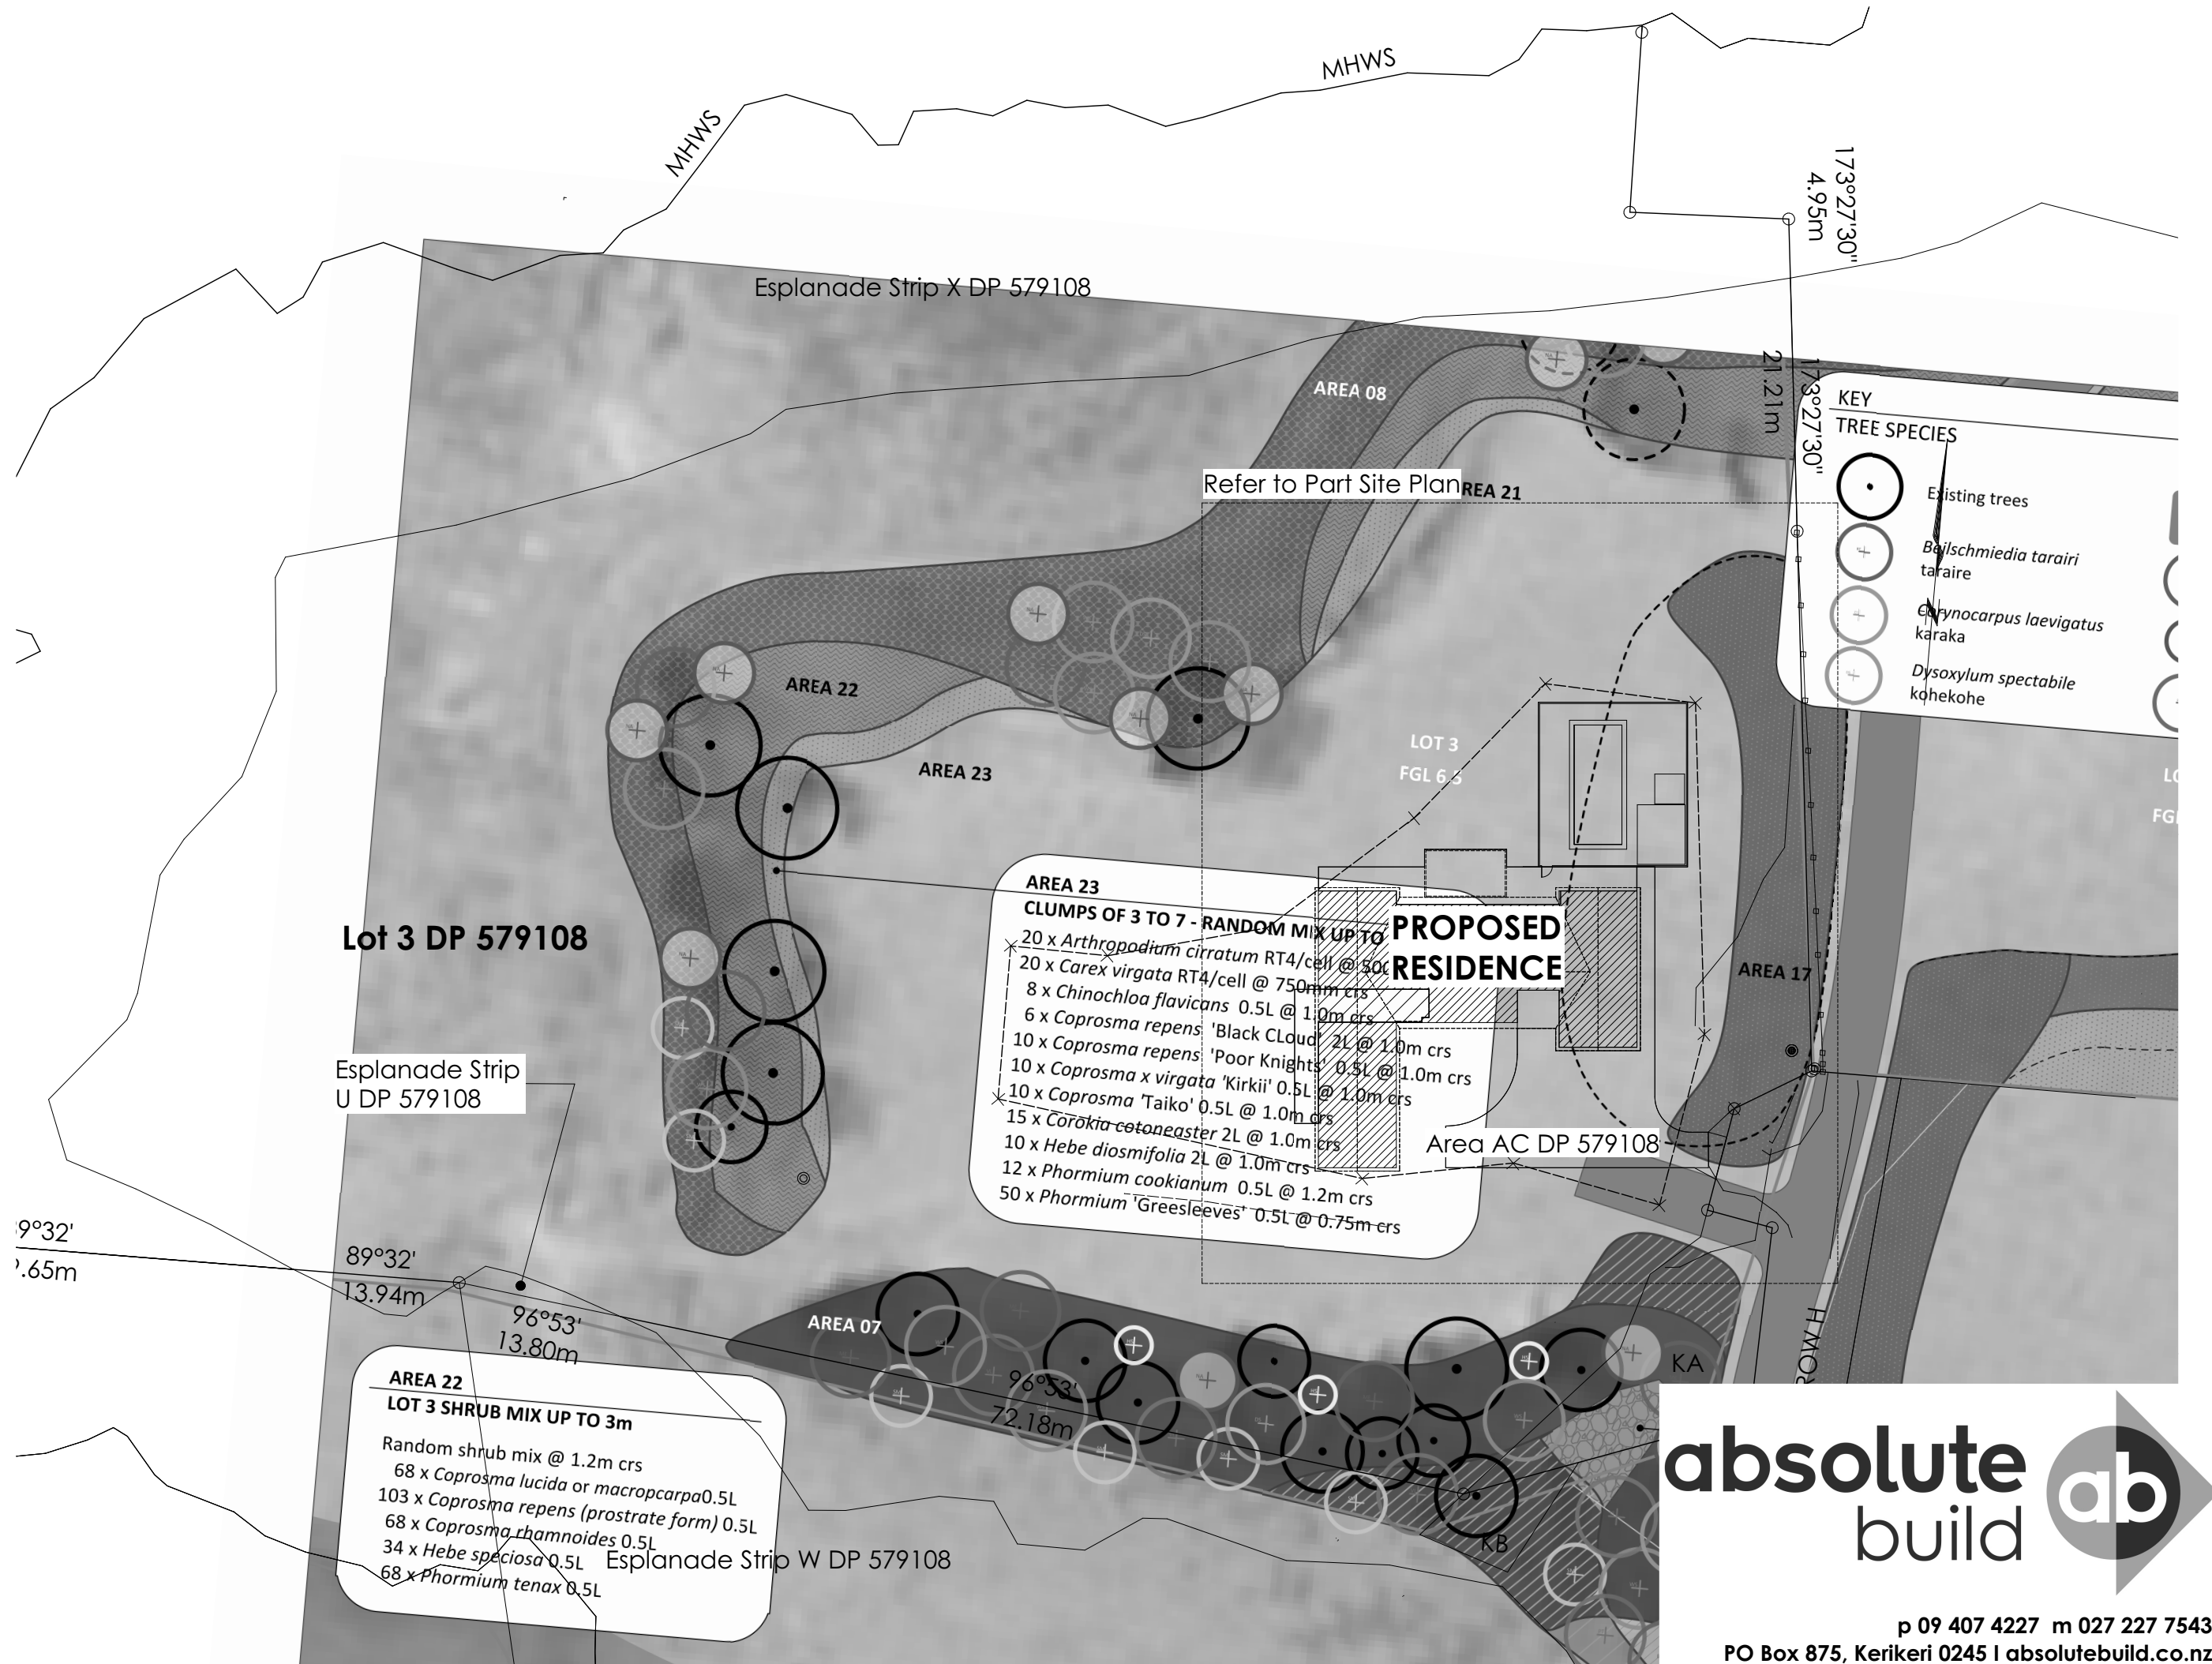 MHWS
MHWS
173°27'30"
4.95m
Esplanade Strip X DP 579108
173°27'30"
21.21m
AREA 08
KEY
TREE SPECIES
Existing trees
Beilschmiedia tarairi
taraire
Corynocarpus laevigatus
karaka
Dysoxylum spectabile
kohekohe
Refer to Part Site Plan
REA 21
AREA 22
AREA 23
LOT 3
FGL 6.5
AREA 23
CLUMPS OF 3 TO 7 - RANDOM MIX UP TO
20 x Arthropodium cirratum RT4/cell @ 500
20 x Carex virgata RT4/cell @ 750mm crs
8 x Chinochloa flavicans 0.5L @ 1.0m crs
6 x Coprosma repens 'Black CLoud' 2L @ 1.0m crs
10 x Coprosma repens 'Poor Knights' 0.5L @ 1.0m crs
10 x Coprosma x virgata 'Kirkii' 0.5L @ 1.0m crs
10 x Coprosma 'Taiko' 0.5L @ 1.0m crs
15 x Corokia cotoneaster 2L @ 1.0m crs
10 x Hebe diosmifolia 2L @ 1.0m crs
12 x Phormium cookianum 0.5L @ 1.2m crs
50 x Phormium 'Greesleeves' 0.5L @ 0.75m crs
PROPOSED
RESIDENCE
AREA 17
Lot 3 DP 579108
Esplanade Strip
U DP 579108
Area AC DP 579108
9°32'
.65m
89°32'
13.94m
96°53'
13.80m
AREA 07
96°53'
72.18m
ROW H
KA
KB
AREA 22
LOT 3 SHRUB MIX UP TO 3m
Random shrub mix @ 1.2m crs
68 x Coprosma lucida or macropcarpa0.5L
103 x Coprosma repens (prostrate form) 0.5L
68 x Coprosma rhamnoides 0.5L
34 x Hebe speciosa 0.5L
68 x Phormium tenax 0.5L
Esplanade Strip W DP 579108
absolute
build
ab
p 09 407 4227 m 027 227 7543
PO Box 875, Kerikeri 0245 I absolutebuild.co.nz